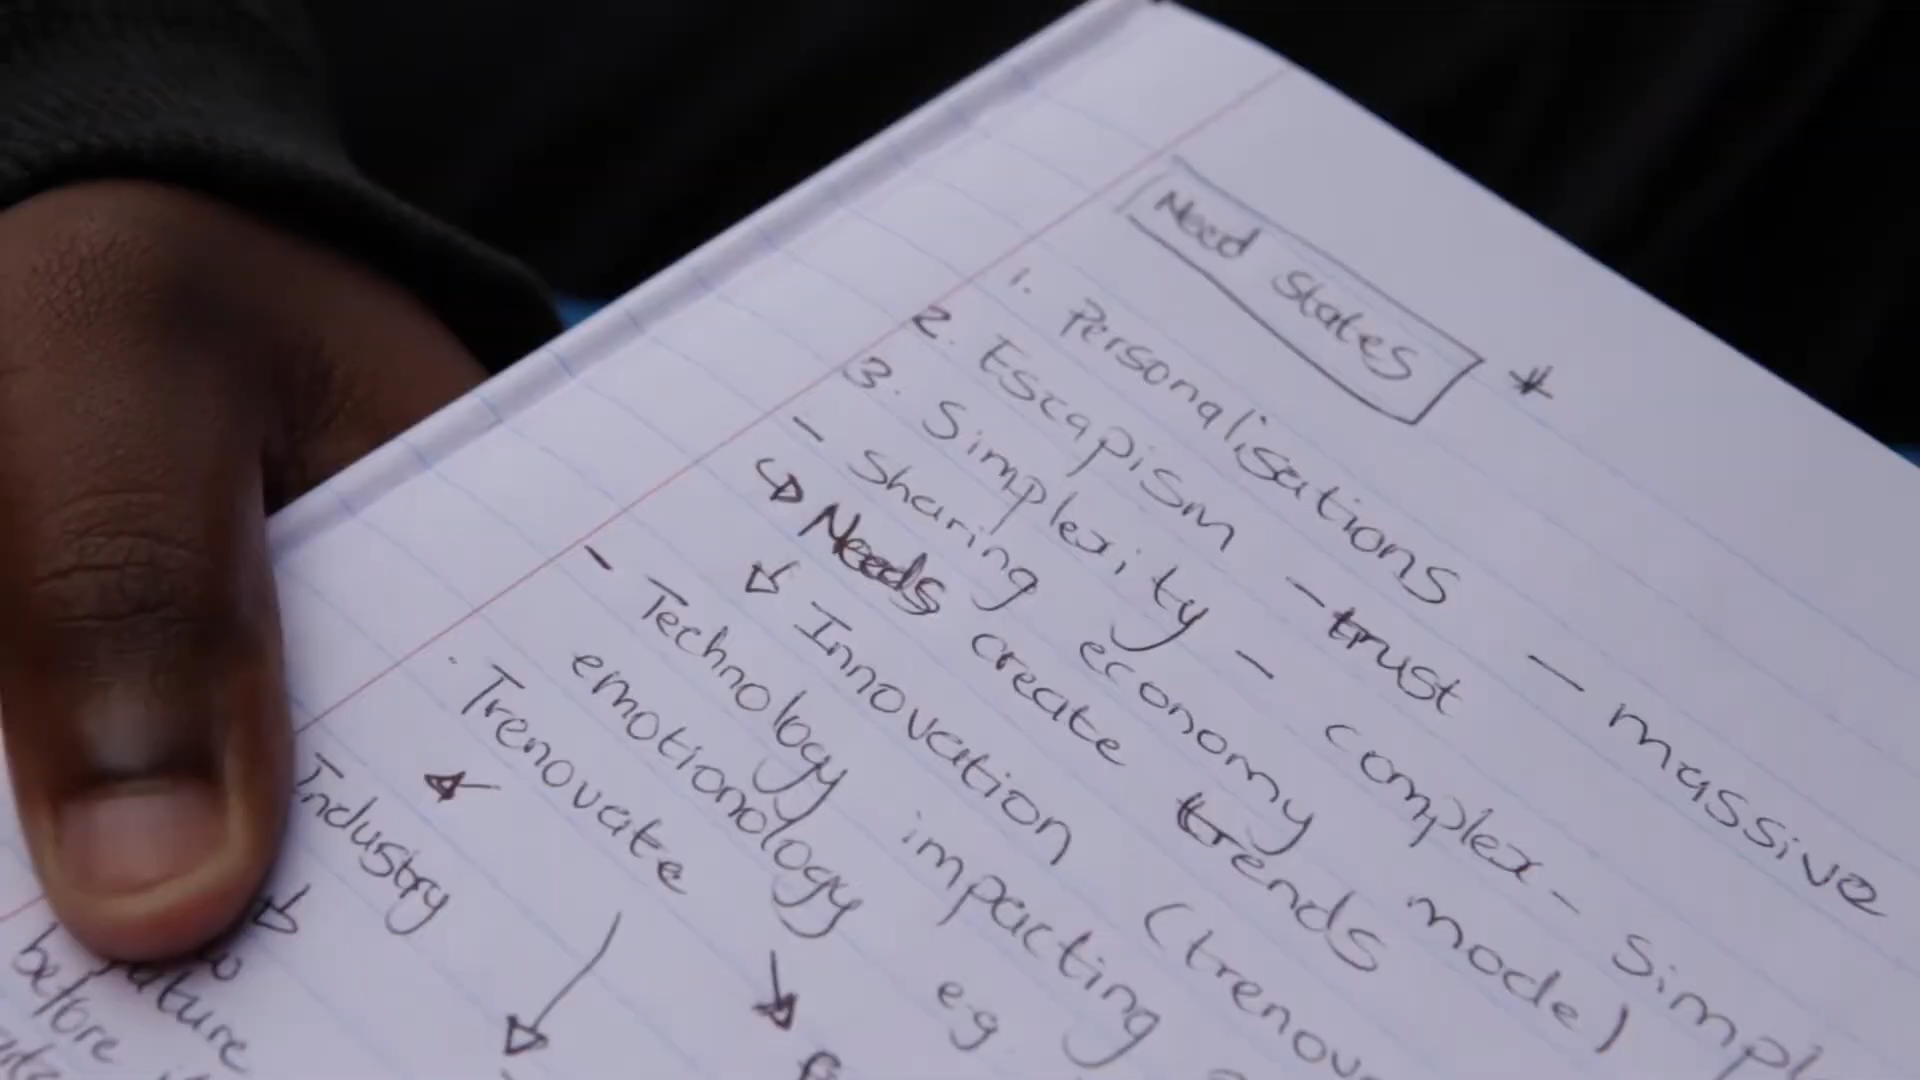 Need States *
1. Personalisations - massive
2. Escapism - trust
3. Simplexity - complex - simpl
- Sharing economy model
↳ Needs create trends
↓ Innovation (trenov
- Technology impacting
emotionology eg
· Trenovate
Industry
before